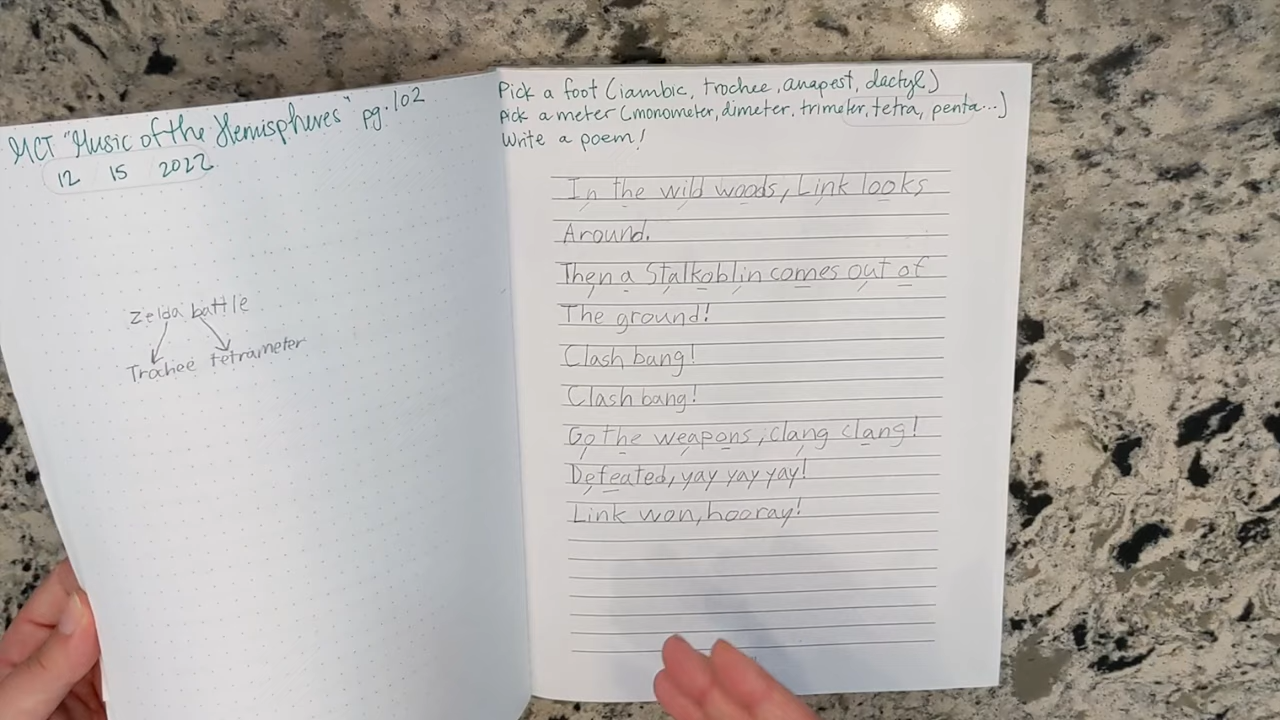 MCT "Music of the Hemispheres" pg. 102
12 15 2022
Zelda battle
Trochee tetrameter
Pick a foot (iambic, trochee, anapest, dactyl)
Pick a meter (monometer, dimeter, trimeter, tetra, penta...)
Write a poem!
In the wild woods, Link looks
Around.
Then a Stalkoblin comes out of
The ground!
Clash bang!
Clash bang!
Go the weapons, clang clang!
Defeated, yay yay yay!
Link won, hooray!